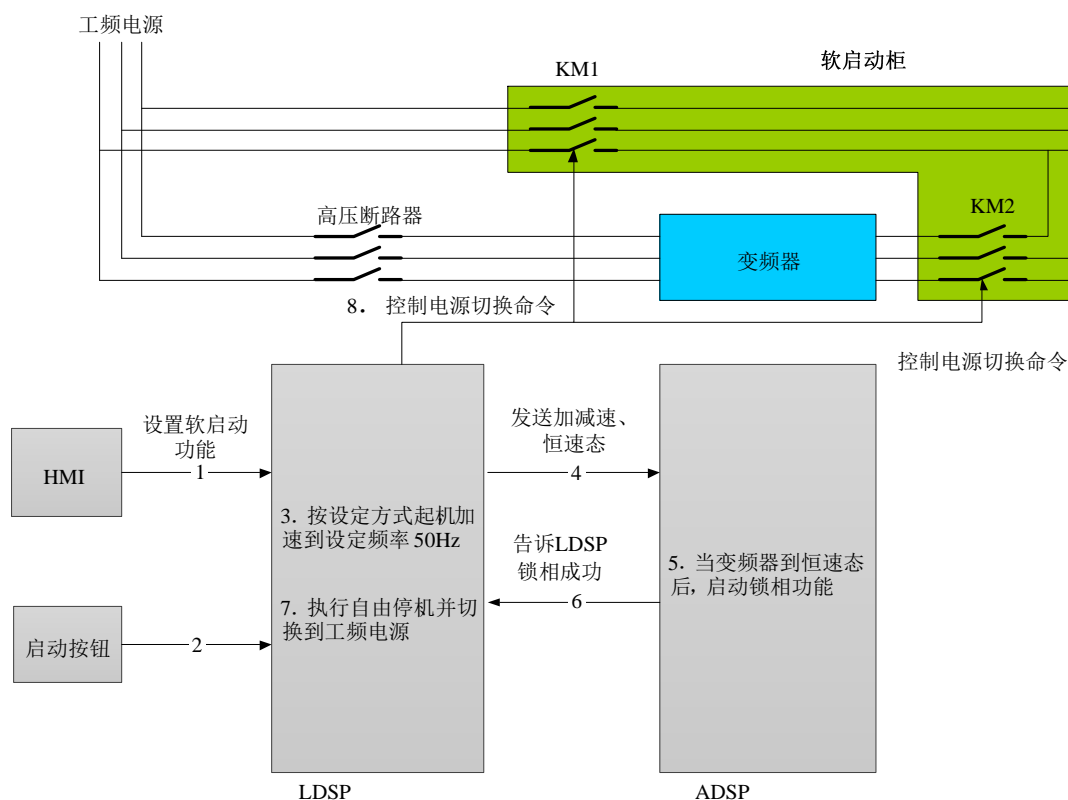 工频电源
KM1
软启动柜
高压断路器
变频器
KM2
8. 控制电源切换命令
控制电源切换命令
HMI
设置软启动
功能
1
启动按钮
2
3. 按设定方式起机加
速到设定频率50Hz
7. 执行自由停机并切
换到工频电源
LDSP
发送加减速、
恒速态
4
告诉LDSP
锁相成功
6
5. 当变频器到恒速态
后,启动锁相功能
ADSP